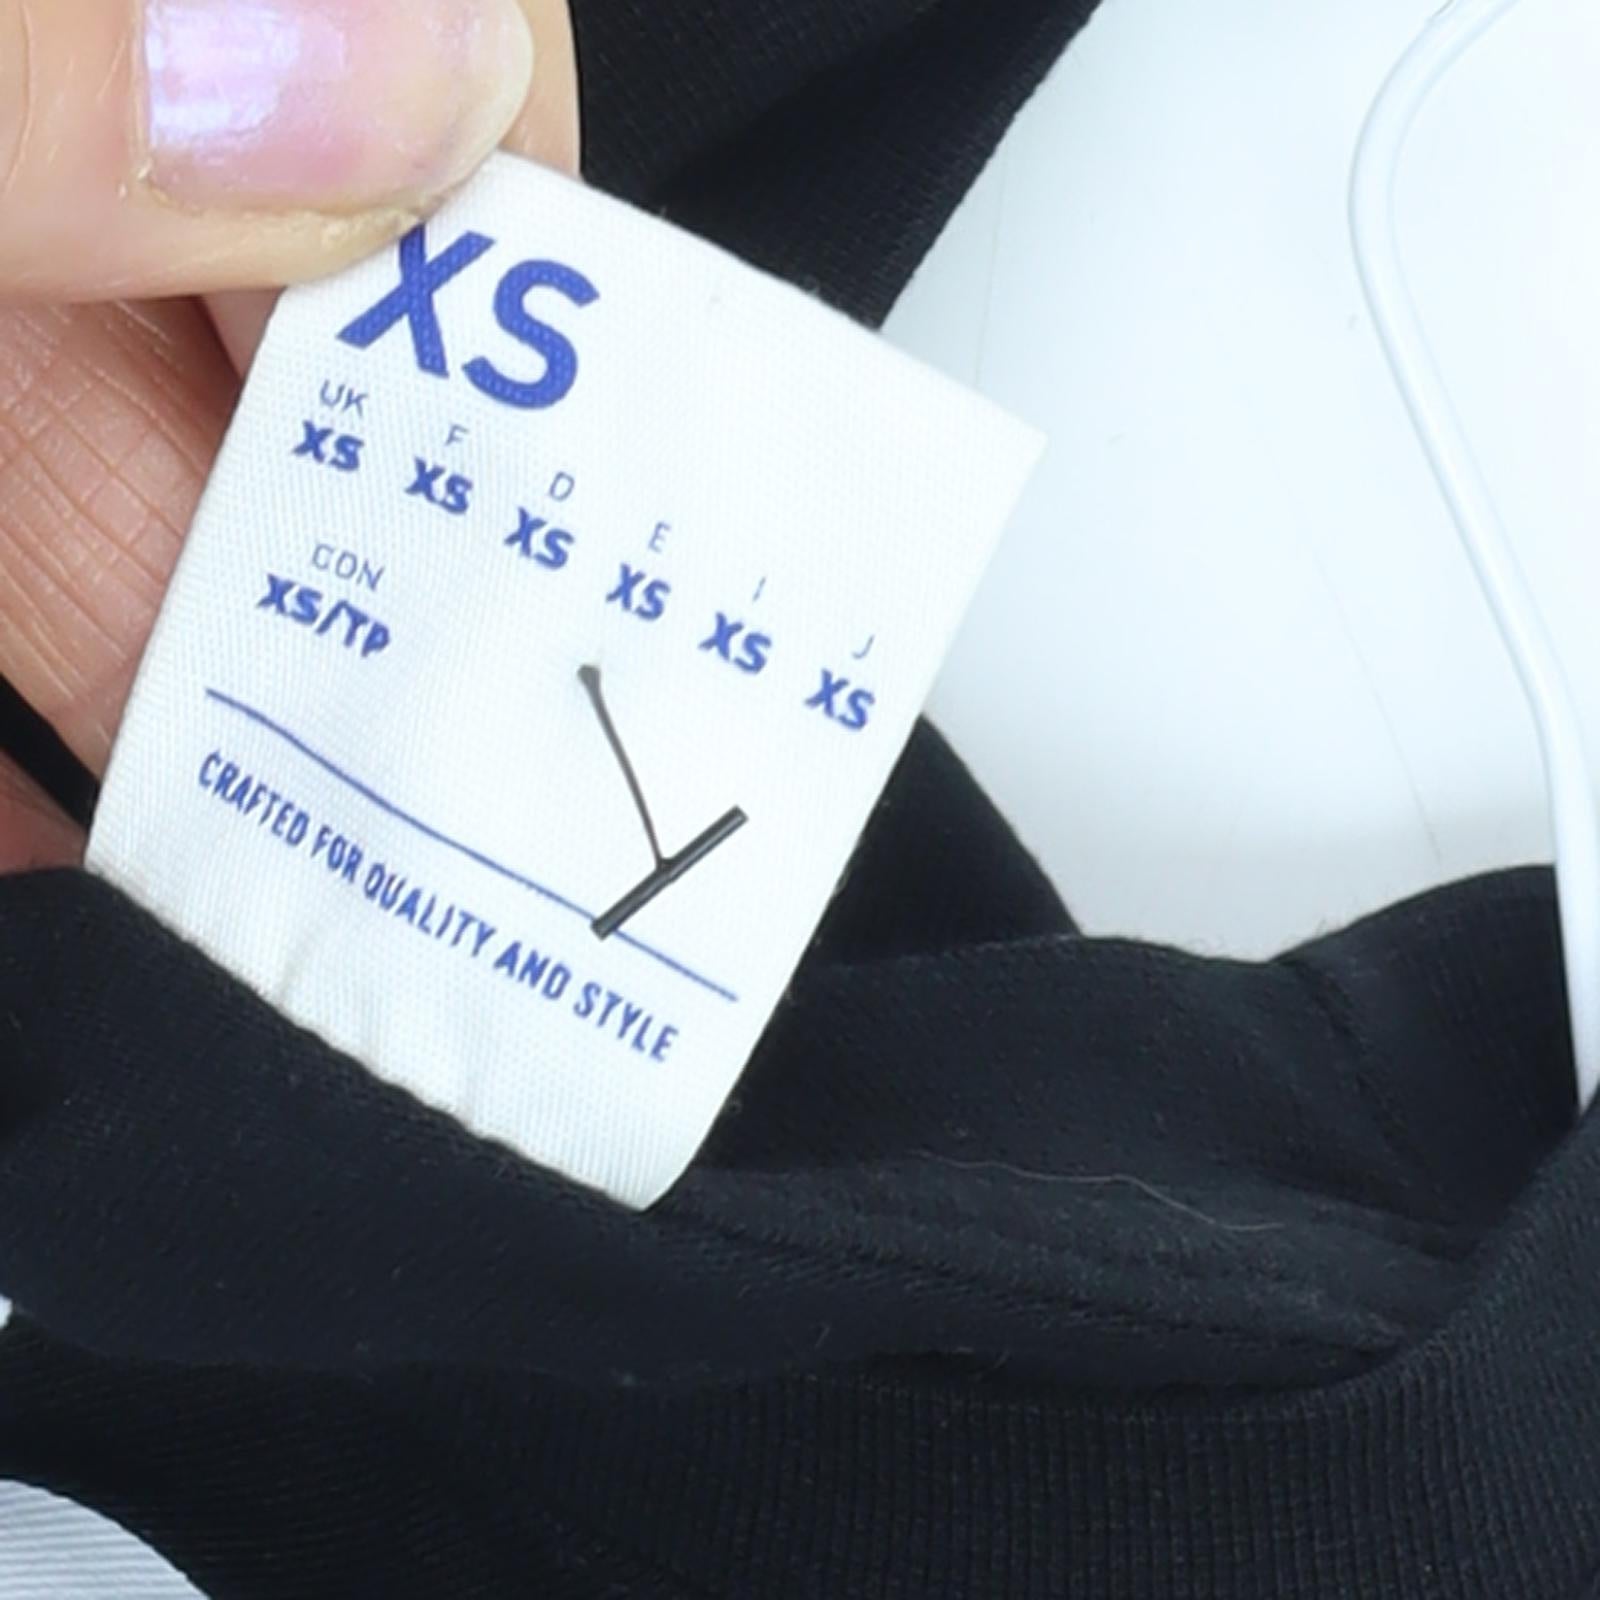 XS
UK F D E I J
XS XS XS XS XS XS
CDN
XS/TP
CRAFTED FOR QUALITY AND STYLE